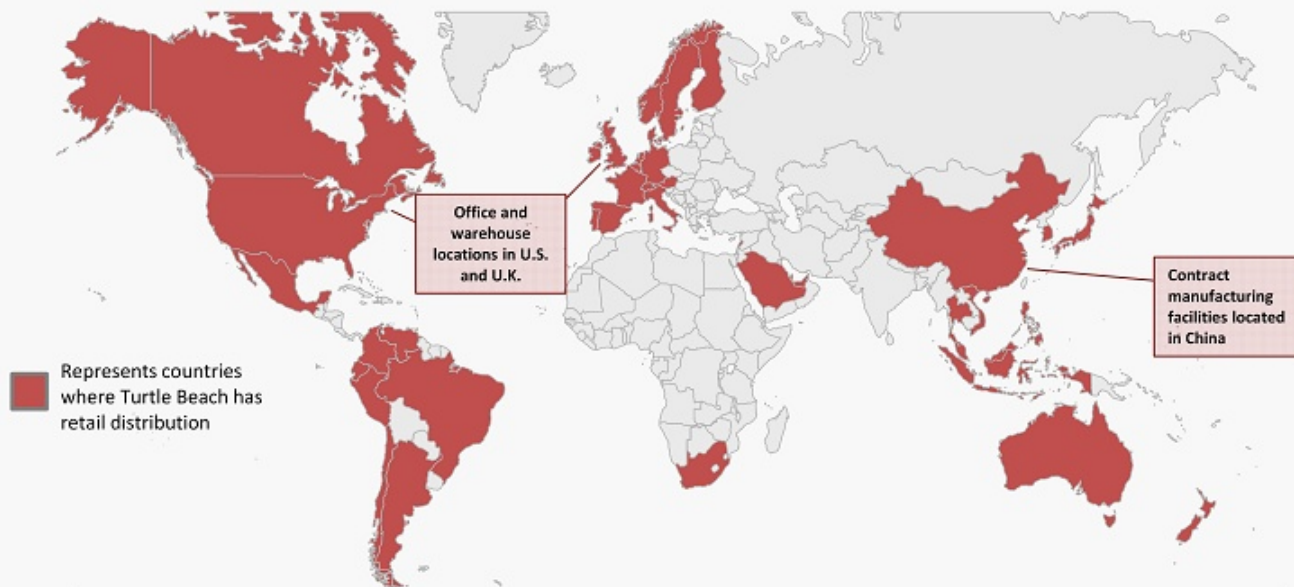 Office and
warehouse
locations in U.S.
and U.K.
Contract
manufacturing
facilities located
in China
Represents countries
where Turtle Beach has
retail distribution